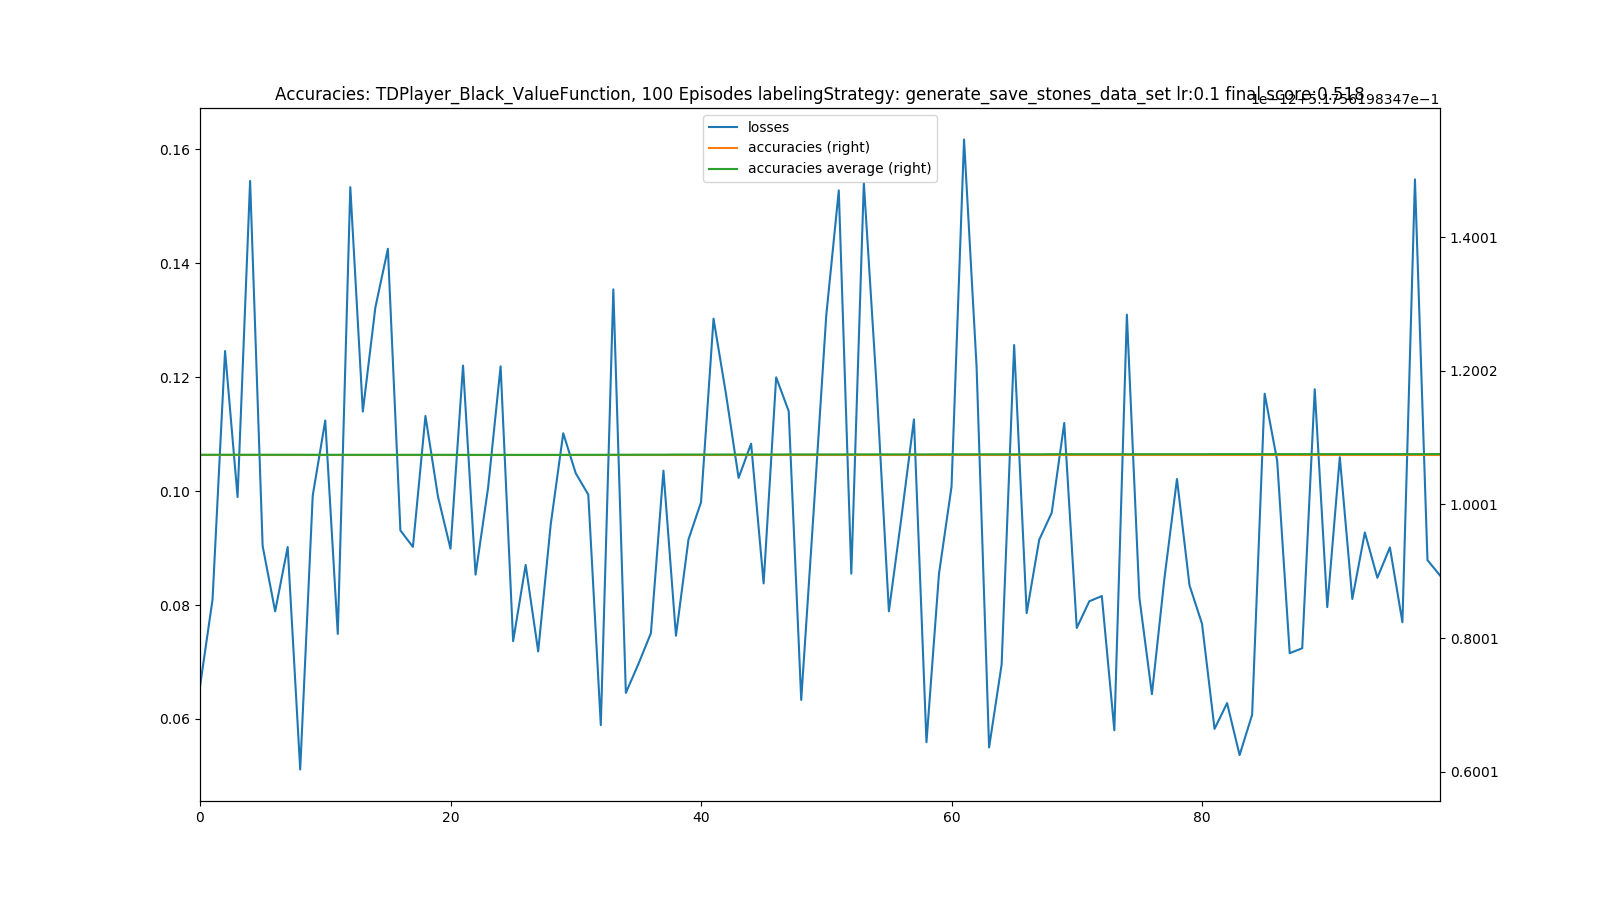 Accuracies: TDPlayer_Black_ValueFunction, 100 Episodes labelingStrategy: generate_save_stones_data_set lr:0.1 final score:0.518
1e−12+5.1756198347e−1
losses
accuracies (right)
accuracies average (right)
0.16
0.14
0.12
0.10
0.08
0.06
1.4001
1.2002
1.0001
0.8001
0.6001
0 20 40 60 80